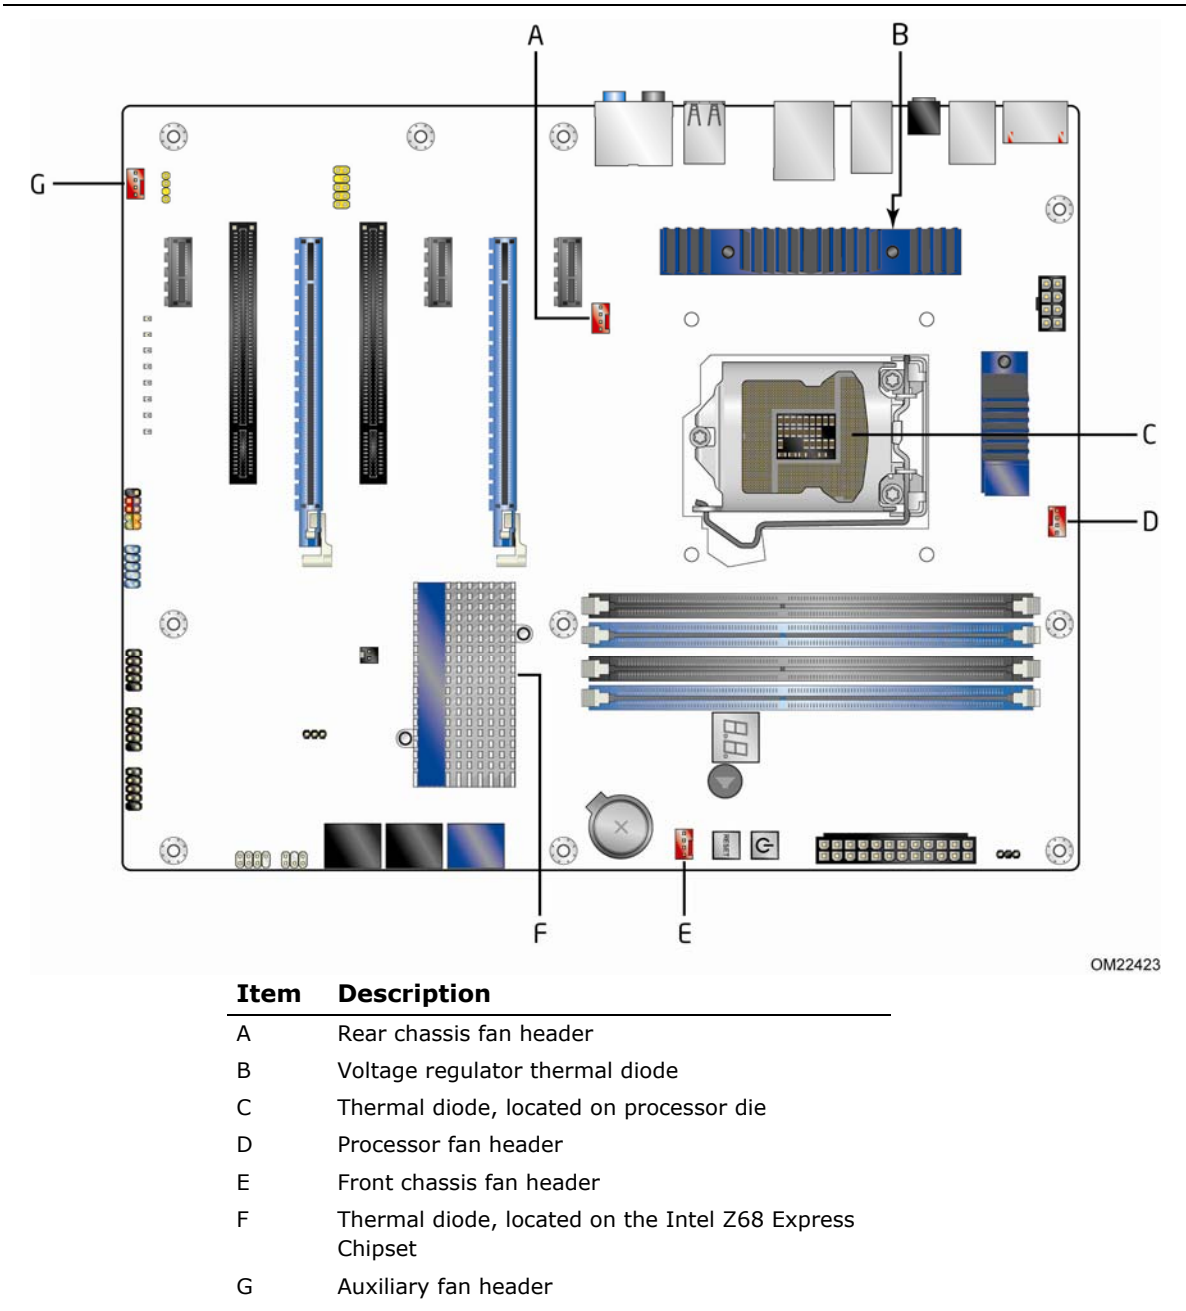 A
B
G
C
D
RESET
F
E
OM22423
Item Description
A Rear chassis fan header
B Voltage regulator thermal diode
C Thermal diode, located on processor die
D Processor fan header
E Front chassis fan header
F Thermal diode, located on the Intel Z68 Express
Chipset
G Auxiliary fan header